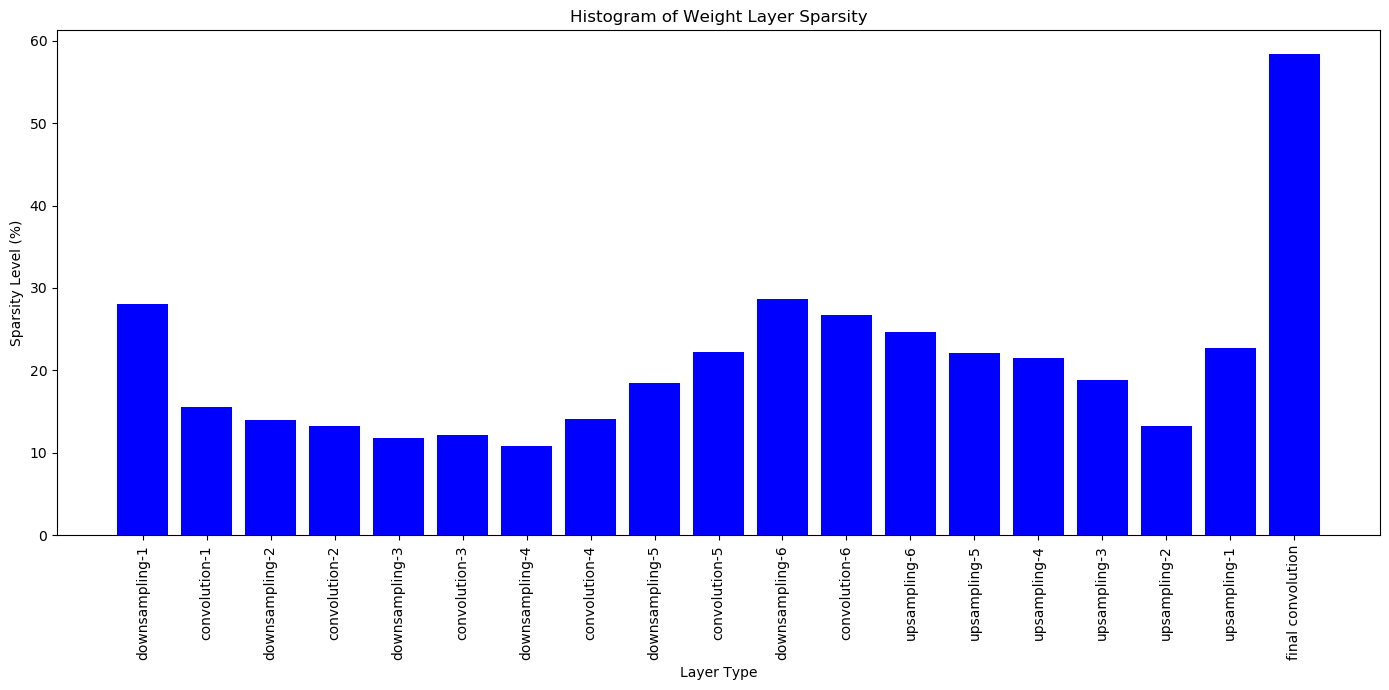 Histogram of Weight Layer Sparsity
Sparsity Level (%)
60
50
40
30
20
10
0
downsampling-1
convolution-1
downsampling-2
convolution-2
downsampling-3
convolution-3
downsampling-4
convolution-4
downsampling-5
convolution-5
downsampling-6
convolution-6
upsampling-6
upsampling-5
upsampling-4
upsampling-3
upsampling-2
upsampling-1
final convolution
Layer Type